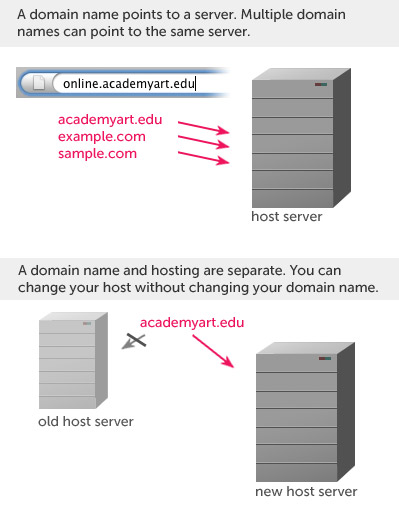 A domain name points to a server. Multiple domain
names can point to the same server.
online.academyart.edu
academyart.edu
example.com
sample.com
host server
A domain name and hosting are separate. You can
change your host without changing your domain name.
academyart.edu
old host server
new host server